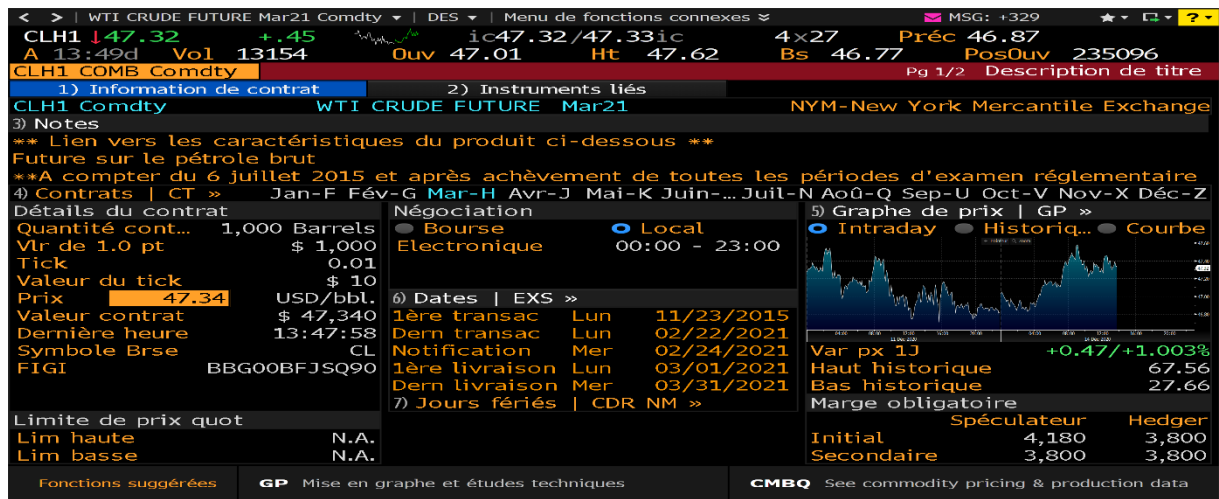 < > WTI CRUDE FUTURE Mar21 Comdty DES Menu de fonctions connexes MSG: +329 ?
CLH1 ↓47.32 +.45 ic47.32/47.33ic 4×27 Préc 46.87
A 13:49d Vol 13154 Ouv 47.01 Ht 47.62 Bs 46.77 PosOuv 235096
CLH1 COMB Comdty Pg 1/2 Description de titre
1) Information de contrat 2) Instruments liés
CLH1 Comdty WTI CRUDE FUTURE Mar21 NYM-New York Mercantile Exchange
3) Notes
** Lien vers les caractéristiques du produit ci-dessous **
Future sur le pétrole brut
**A compter du 6 juillet 2015 et après achèvement de toutes les périodes d'examen réglementaire
4) Contrats | CT » Jan-F Fév-G Mar-H Avr-J Mai-K Juin-... Juil-N Aoû-Q Sep-U Oct-V Nov-X Déc-Z
Détails du contrat
Quantité cont... 1,000 Barrels
Vlr de 1.0 pt $ 1,000
Tick 0.01
Valeur du tick $ 10
Prix 47.34 USD/bbl.
Valeur contrat $ 47,340
Dernière heure 13:47:58
Symbole Brse CL
FIGI BBG00BFJSQ90
Limite de prix quot
Lim haute N.A.
Lim basse N.A.
Négociation
Bourse Local
Electronique 00:00 - 23:00
6) Dates | EXS »
1ère transac Lun 11/23/2015
Dern transac Lun 02/22/2021
Notification Mer 02/24/2021
1ère livraison Lun 03/01/2021
Dern livraison Mer 03/31/2021
7) Jours fériés | CDR NM »
5) Graphe de prix | GP »
Intraday Historiq... Courbe
Var px 1J +0.47/+1.003%
Haut historique 67.56
Bas historique 27.66
Marge obligatoire
Spéculateur Hedger
Initial 4,180 3,800
Secondaire 3,800 3,800
Fonctions suggérées GP Mise en graphe et études techniques CMBQ See commodity pricing & production data